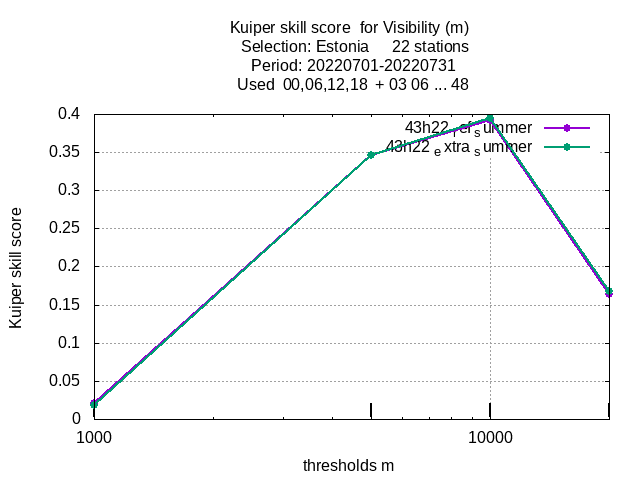 Kuiper skill score  for Visibility (m)
Selection: Estonia     22 stations
Period: 20220701-20220731
Used  00,06,12,18  + 03 06 ... 48
43h22_ref_summer
43h22_extra_summer
0.4
0.35
0.3
0.25
0.2
0.15
0.1
0.05
0
Kuiper skill score
1000
10000
thresholds m